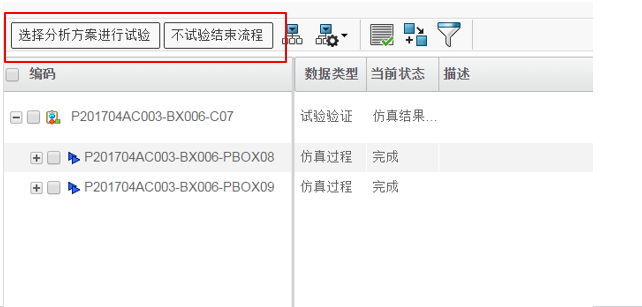 选择分析方案进行试验 不试验结束流程
编码 数据类型 当前状态 描述
P201704AC003-BX006-C07 试验验证 仿真结果...
P201704AC003-BX006-PBOX08 仿真过程 完成
P201704AC003-BX006-PBOX09 仿真过程 完成